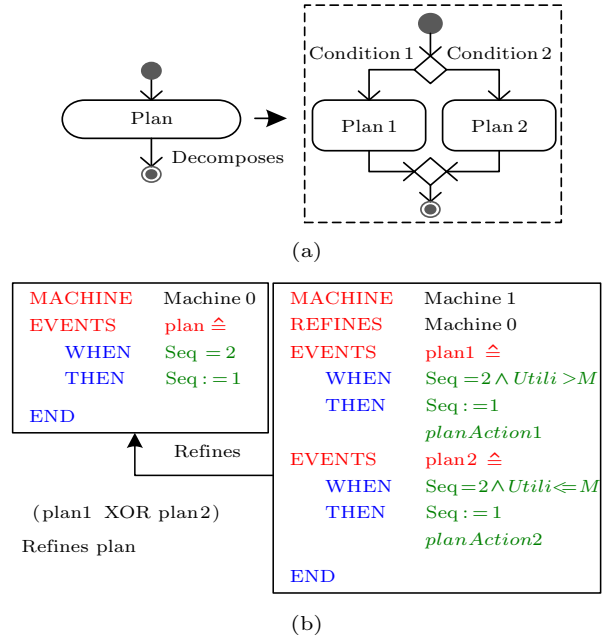 Condition 1 Condition 2
Plan
Plan 1 Plan 2
Decomposes
(a)
MACHINE Machine 0
EVENTS plan ≙
WHEN Seq = 2
THEN Seq := 1
END
MACHINE Machine 1
REFINES Machine 0
EVENTS plan1 ≙
WHEN Seq =2 ∧ Utili >M
THEN Seq :=1
planAction1
EVENTS plan2 ≙
WHEN Seq=2 ∧ Utili<=M
THEN Seq := 1
planAction2
END
Refines
(plan1 XOR plan2)
Refines plan
(b)